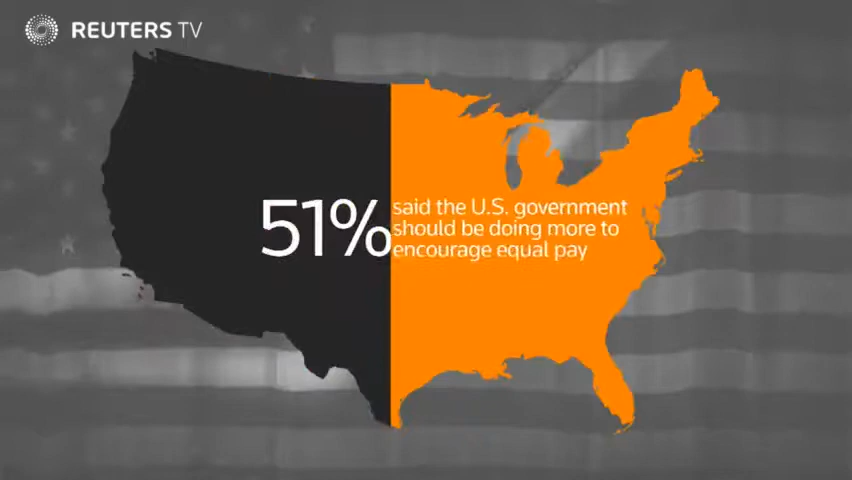 REUTERS TV
51%
said the U.S. government
should be doing more to
encourage equal pay